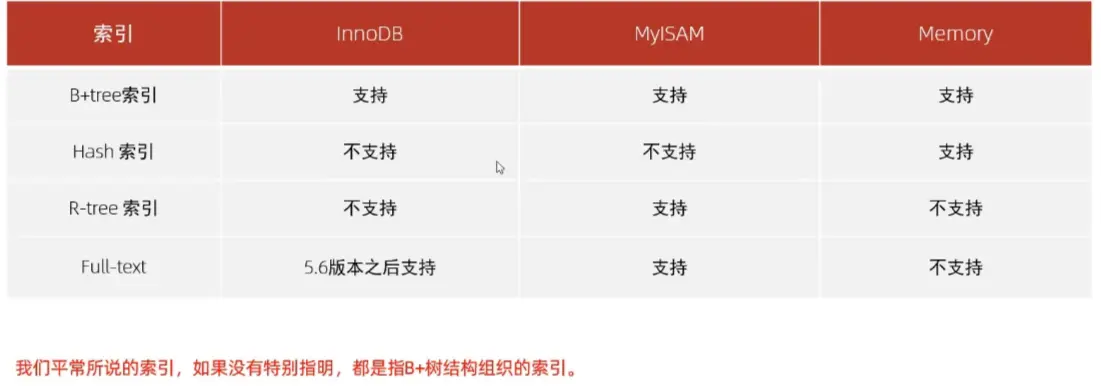 索引 InnoDB MyISAM Memory
B+tree索引 支持 支持 支持
Hash 索引 不支持 不支持 支持
R-tree 索引 不支持 支持 不支持
Full-text 5.6版本之后支持 支持 不支持
我们平常所说的索引，如果没有特别指明，都是指B+树结构组织的索引。